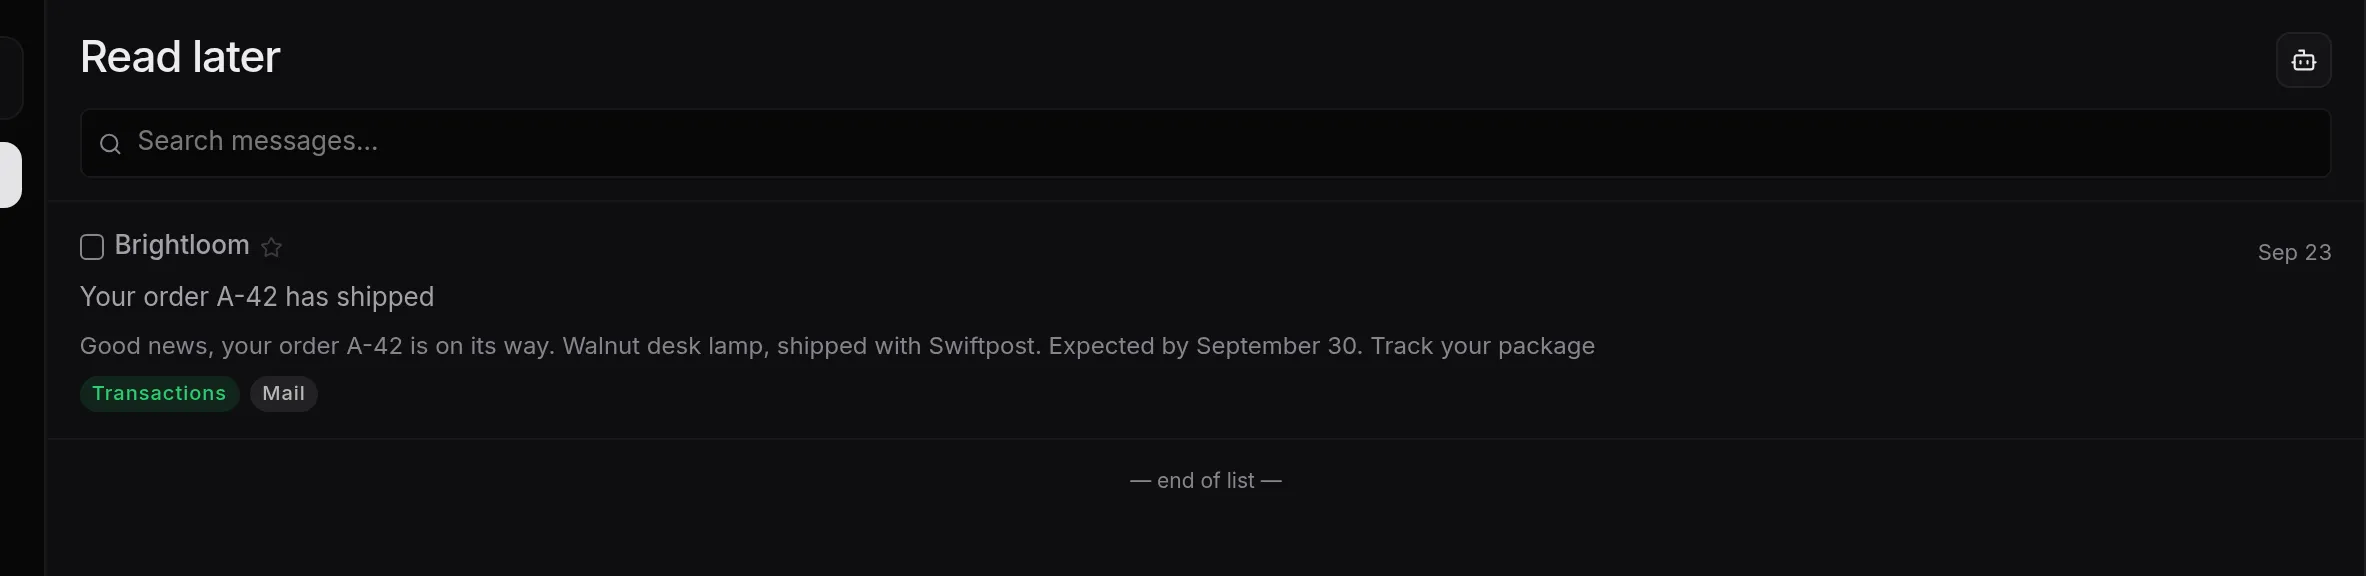 Read later
Search messages...
Brightloom
Sep 23
Your order A-42 has shipped
Good news, your order A-42 is on its way. Walnut desk lamp, shipped with Swiftpost. Expected by September 30. Track your package
Transactions Mail
— end of list —